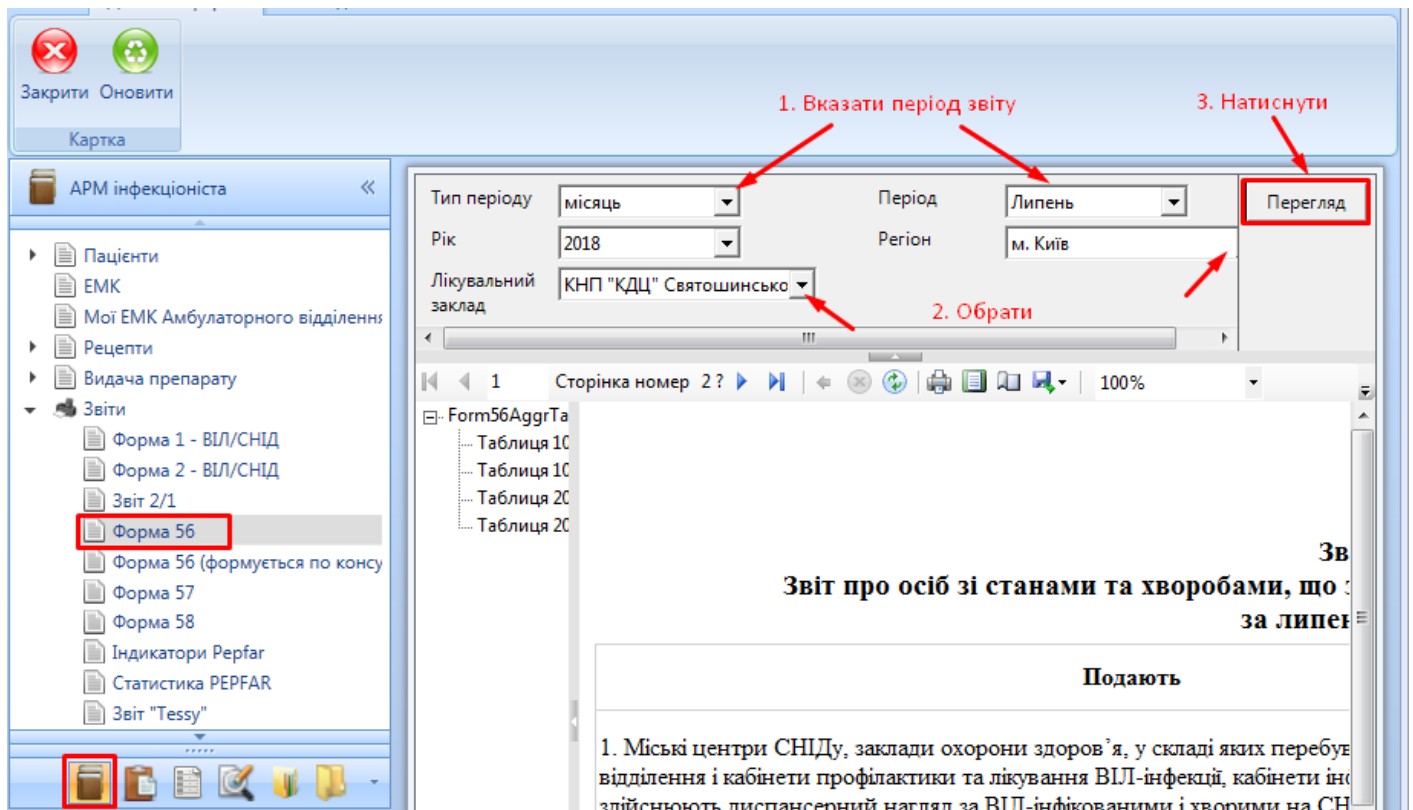 Закрити Оновити
Картка
1. Вказати період звіту
3. Натиснути
АРМ інфекціоніста
Тип періоду
місяць
Період
Липень
Перегляд
Рік
2018
Регіон
м. Київ
Лікувальний
заклад
КНП "КДЦ" Святошинсько
2. Обрати
Пацієнти
ЕМК
Мої ЕМК Амбулаторного відділення
Рецепти
Видача препарату
Звіти
Форма 1 - ВІЛ/СНІД
Форма 2 - ВІЛ/СНІД
Звіт 2/1
Форма 56
Форма 56 (формується по консу
Форма 57
Форма 58
Індикатори Pepfar
Статистика PEPFAR
Звіт "Tessy"
1 Сторінка номер 2 ? 100%
Form56AggrTa
Таблиця 10
Таблиця 10
Таблиця 20
Таблиця 20
Зв
Звіт про осіб зі станами та хворобами, що з
за липен
Подають
1. Міські центри СНІДу, заклади охорони здоров’я, у складі яких перебув
відділення і кабінети профілактики та лікування ВІЛ-інфекції, кабінети інф
здійснюють диспансерний нагляд за ВІЛ-інфікованими і хворими на СН